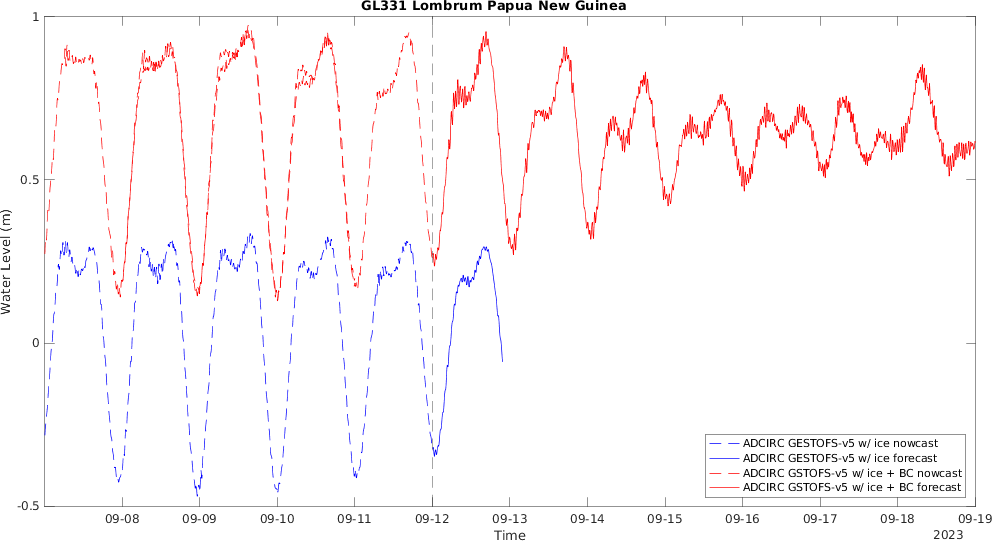 GL331 Lombrum Papua New Guinea
1
0.5
0
-0.5
Water Level (m)
09-08 09-09 09-10 09-11 09-12 09-13 09-14 09-15 09-16 09-17 09-18 09-19
Time
2023
ADCIRC GESTOFS-v5 w/ ice nowcast
ADCIRC GESTOFS-v5 w/ ice forecast
ADCIRC GSTOFS-v5 w/ ice + BC nowcast
ADCIRC GSTOFS-v5 w/ ice + BC forecast